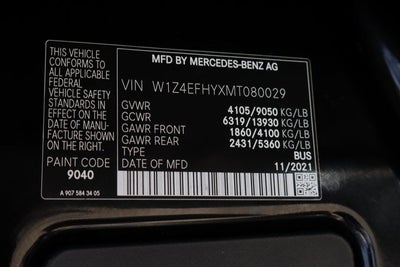 MFD BY MERCEDES-BENZ AG
THIS VEHICLE
CONFORMS TO ALL
APPLICABLE
FEDERAL
VEHICLE SAFETY
STANDARDS IN
EFFECT ON THE
DATE OF MANU-
FACTURE SHOWN
ON THE RIGHT.
PAINT CODE
9040
A 907 584 34 05
VIN W1Z4EFHYXMT080029
GVWR 4105/9050 KG/LB
GCWR 6319/13930 KG/LB
GAWR FRONT 1860/4100 KG/LB
GAWR REAR 2431/5360 KG/LB
BUS
DATE OF MFD 11/2021